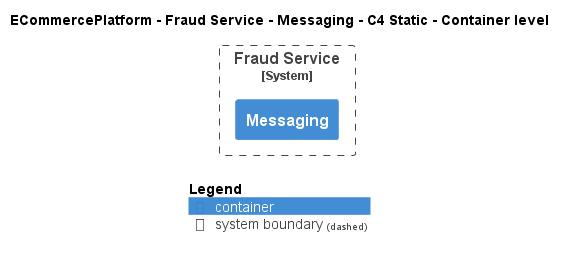 ECommercePlatform - Fraud Service - Messaging - C4 Static - Container level
Fraud Service
[System]
Messaging
Legend
container
system boundary (dashed)